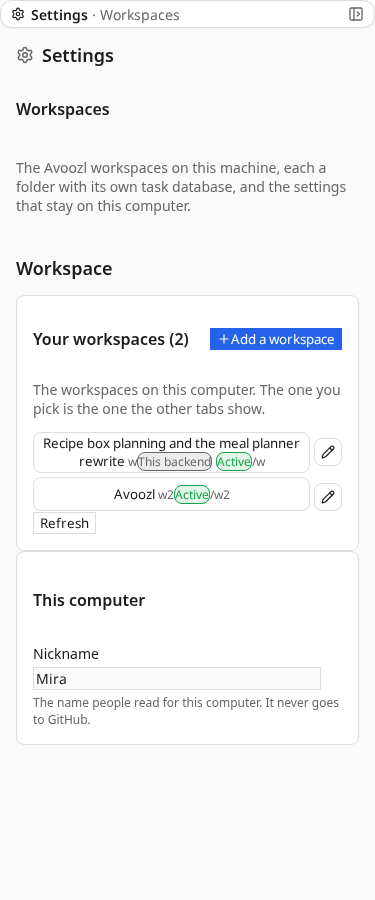 Settings · Workspaces
Settings
Workspaces
The Avoozl workspaces on this machine, each a
folder with its own task database, and the settings
that stay on this computer.
Workspace
Your workspaces (2)
+ Add a workspace
The workspaces on this computer. The one you
pick is the one the other tabs show.
Recipe box planning and the meal planner
rewrite w This backend Active /w
Avoozl w2 Active /w2
Refresh
This computer
Nickname
Mira
The name people read for this computer. It never goes
to GitHub.